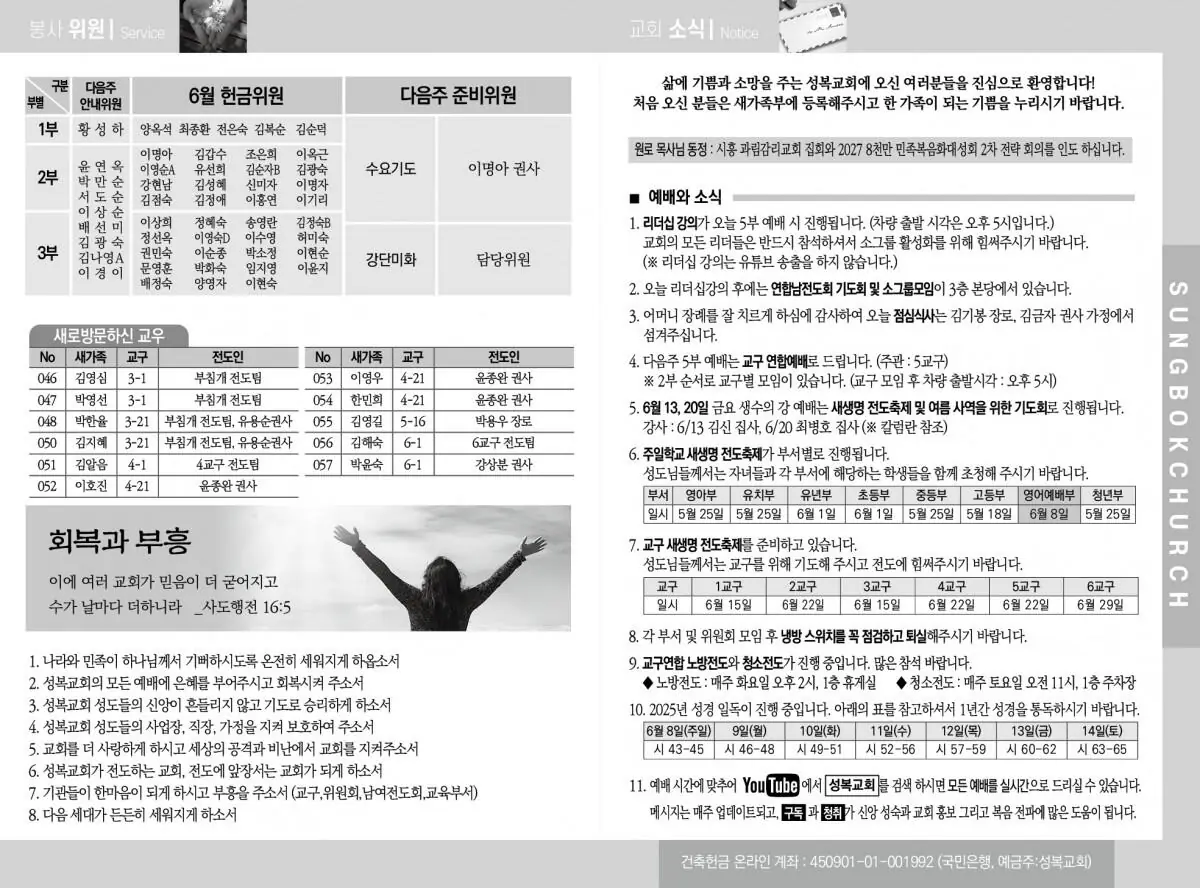 봉사 위원 | Service
구분
부별
다음주
안내위원
6월 헌금위원
다음주 준비위원
1부
황 성 하
양옥석 최종환 전은숙 김복순 김순덕
2부
3부
윤 연 옥
박 만 순
서 도 순
이 상 순
배 선 미
김 광 숙
김나영A
이 경 이
이명아 김갑수 조은희 이옥근
이영순A 유선희 김순자B 김광숙
강현남 김성혜 신미자 이명자
김점숙 김정애 이홍연 이기리
이상희 정혜숙 송영란 김정숙B
정선옥 이영숙D 이수영 허미숙
권민숙 이순종 박소정 이현순
문영훈 박화숙 임지영 이윤지
배정숙 양영자 이현숙
수요기도
이명아 권사
강단미화
담당위원
새로방문하신 교우
No 새가족 교구 전도인
046 김영심 3-1 부침개 전도팀
047 박영선 3-1 부침개 전도팀
048 박한율 3-21 부침개 전도팀, 유용순권사
050 김지혜 3-21 부침개 전도팀, 유용순권사
051 김알음 4-1 4교구 전도팀
052 이호진 4-21 윤종완 권사
No 새가족 교구 전도인
053 이영우 4-21 윤종완 권사
054 한민희 4-21 윤종완 권사
055 김영길 5-16 박용우 장로
056 김해숙 6-1 6교구 전도팀
057 박윤숙 6-1 강상분 권사
회복과 부흥
이에 여러 교회가 믿음이 더 굳어지고
수가 날마다 더하니라 _사도행전 16:5
1. 나라와 민족이 하나님께서 기뻐하시도록 온전히 세워지게 하옵소서
2. 성복교회의 모든 예배에 은혜를 부어주시고 회복시켜 주소서
3. 성복교회 성도들의 신앙이 흔들리지 않고 기도로 승리하게 하소서
4. 성복교회 성도들의 사업장, 직장, 가정을 지켜 보호하여 주소서
5. 교회를 더 사랑하게 하시고 세상의 공격과 비난에서 교회를 지켜주소서
6. 성복교회가 전도하는 교회, 전도에 앞장서는 교회가 되게 하소서
7. 기관들이 한마음이 되게 하시고 부흥을 주소서 (교구,위원회,남여전도회,교육부서)
8. 다음 세대가 든든히 세워지게 하소서
교회 소식 | Notice
삶에 기쁨과 소망을 주는 성복교회에 오신 여러분들을 진심으로 환영합니다!
처음 오신 분들은 새가족부에 등록해주시고 한 가족이 되는 기쁨을 누리시기 바랍니다.
원로 목사님 동정 : 시흥 과림감리교회 집회와 2027 8천만 민족복음화대성회 2차 전략 회의를 인도 하십니다.
■ 예배와 소식
1. 리더십 강의가 오늘 5부 예배 시 진행됩니다. (차량 출발 시각은 오후 5시입니다.)
교회의 모든 리더들은 반드시 참석하셔서 소그룹 활성화를 위해 힘써주시기 바랍니다.
(※ 리더십 강의는 유튜브 송출을 하지 않습니다.)
2. 오늘 리더십강의 후에는 연합남전도회 기도회 및 소그룹모임이 3층 본당에서 있습니다.
3. 어머니 장례를 잘 치르게 하심에 감사하여 오늘 점심식사는 김기봉 장로, 김금자 권사 가정에서
섬겨주십니다.
4. 다음주 5부 예배는 교구 연합예배로 드립니다. (주관 : 5교구)
※ 2부 순서로 교구별 모임이 있습니다. (교구 모임 후 차량 출발시각 : 오후 5시)
5. 6월 13, 20일 금요 생수의 강 예배는 새생명 전도축제 및 여름 사역을 위한 기도회로 진행됩니다.
강사 : 6/13 김신 집사, 6/20 최병호 집사 (※ 칼럼란 참조)
6. 주일학교 새생명 전도축제가 부서별로 진행됩니다.
성도님들께서는 자녀들과 각 부서에 해당하는 학생들을 함께 초청해 주시기 바랍니다.
부서 영아부 유치부 유년부 초등부 중등부 고등부 영어예배부 청년부
일시 5월 25일 5월 25일 6월 1일 6월 1일 5월 25일 5월 18일 6월 8일 5월 25일
7. 교구 새생명 전도축제를 준비하고 있습니다.
성도님들께서는 교구를 위해 기도해 주시고 전도에 힘써주시기 바랍니다.
교구 1교구 2교구 3교구 4교구 5교구 6교구
일시 6월 15일 6월 22일 6월 15일 6월 22일 6월 22일 6월 29일
8. 각 부서 및 위원회 모임 후 냉방 스위치를 꼭 점검하고 퇴실해주시기 바랍니다.
9. 교구연합 노방전도와 청소전도가 진행 중입니다. 많은 참석 바랍니다.
◆ 노방전도 : 매주 화요일 오후 2시, 1층 휴게실 ◆ 청소전도 : 매주 토요일 오전 11시, 1층 주차장
10. 2025년 성경 일독이 진행 중입니다. 아래의 표를 참고하셔서 1년간 성경을 통독하시기 바랍니다.
6월 8일(주일) 9일(월) 10일(화) 11일(수) 12일(목) 13일(금) 14일(토)
시 43-45 시 46-48 시 49-51 시 52-56 시 57-59 시 60-62 시 63-65
11. 예배 시간에 맞추어 YouTube에서 성복교회를 검색 하시면 모든 예배를 실시간으로 드리실 수 있습니다.
메시지는 매주 업데이트되고, 구독 과 청취가 신앙 성숙과 교회 홍보 그리고 복음 전파에 많은 도움이 됩니다.
SUNGBOKCHURCH
건축헌금 온라인 계좌 : 450901-01-001992 (국민은행, 예금주:성복교회)